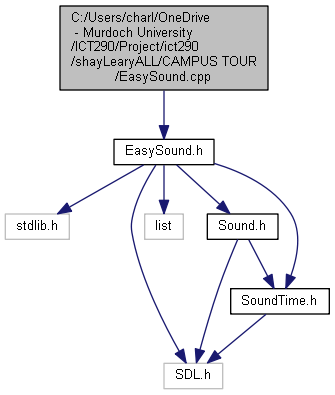 C:/Users/charl/OneDrive
- Murdoch University
/ICT290/Project/ict290
/shayLearyALL/CAMPUS TOUR
/EasySound.cpp
EasySound.h
stdlib.h
list
Sound.h
SoundTime.h
SDL.h